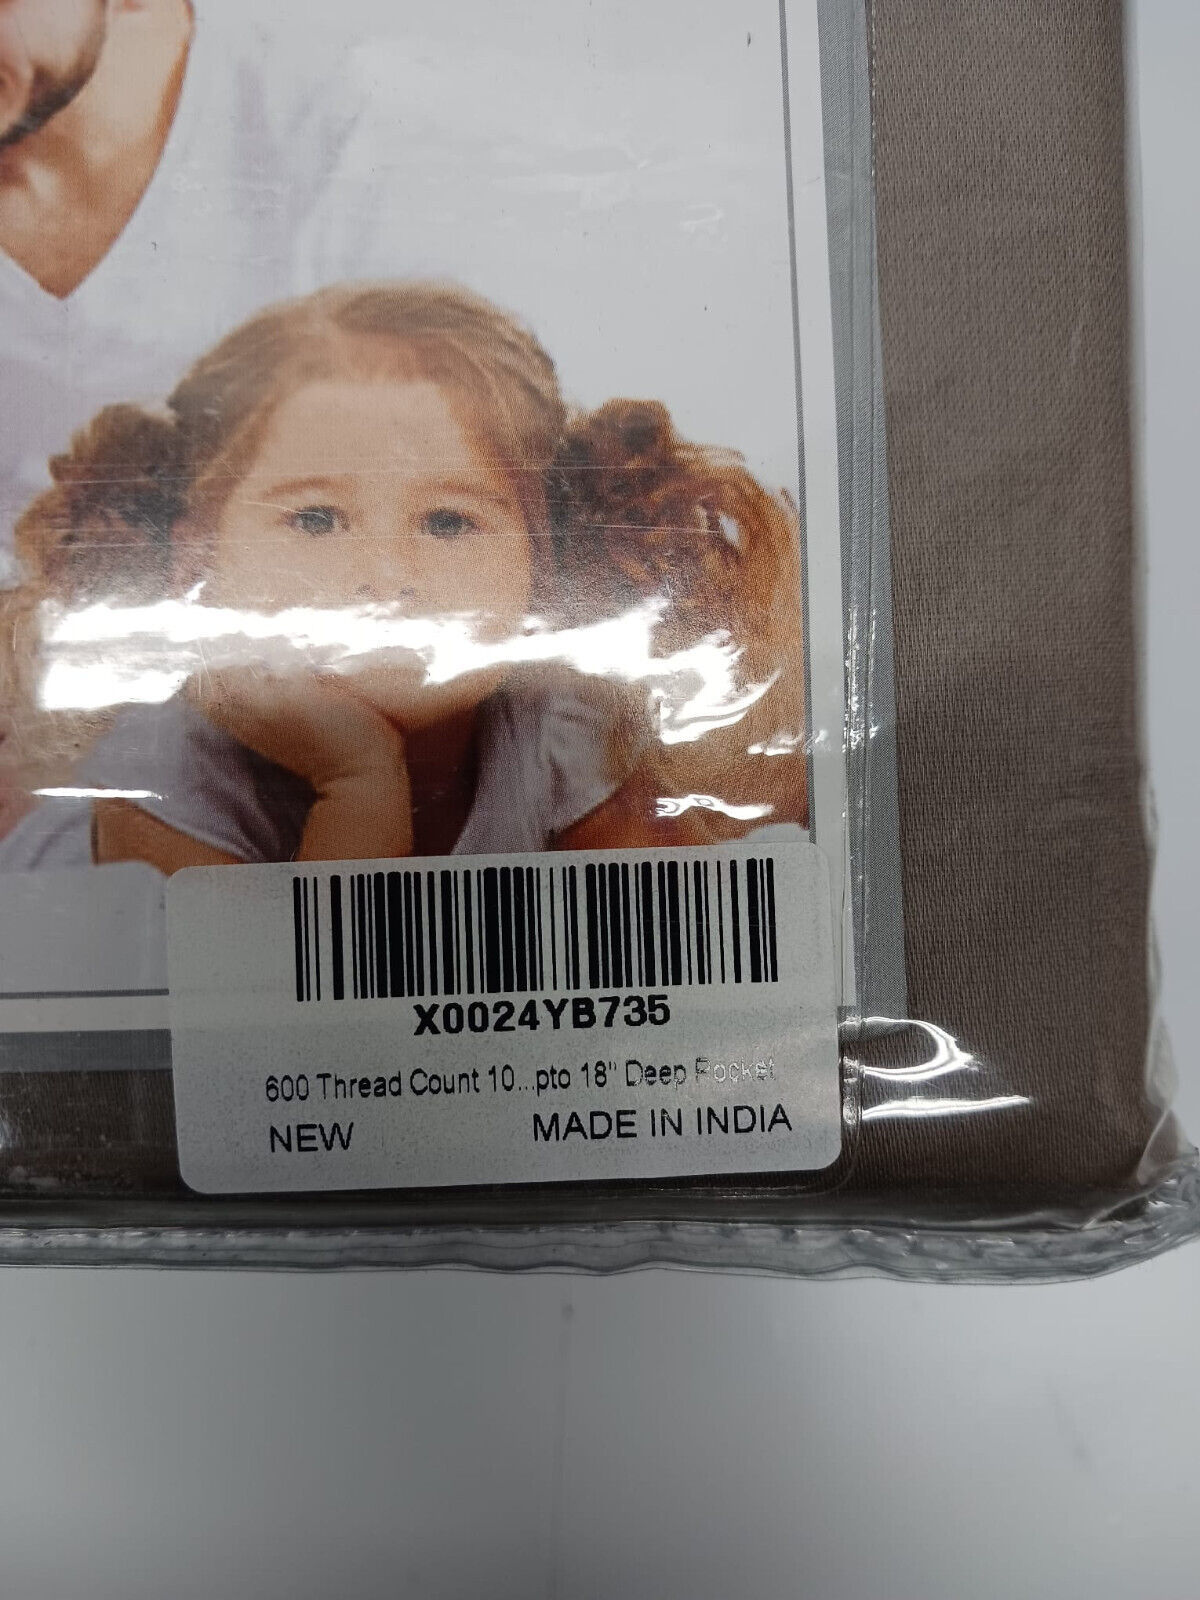 X0024YB735
600 Thread Count 10...pto 18" Deep Pocket
NEW
MADE IN INDIA